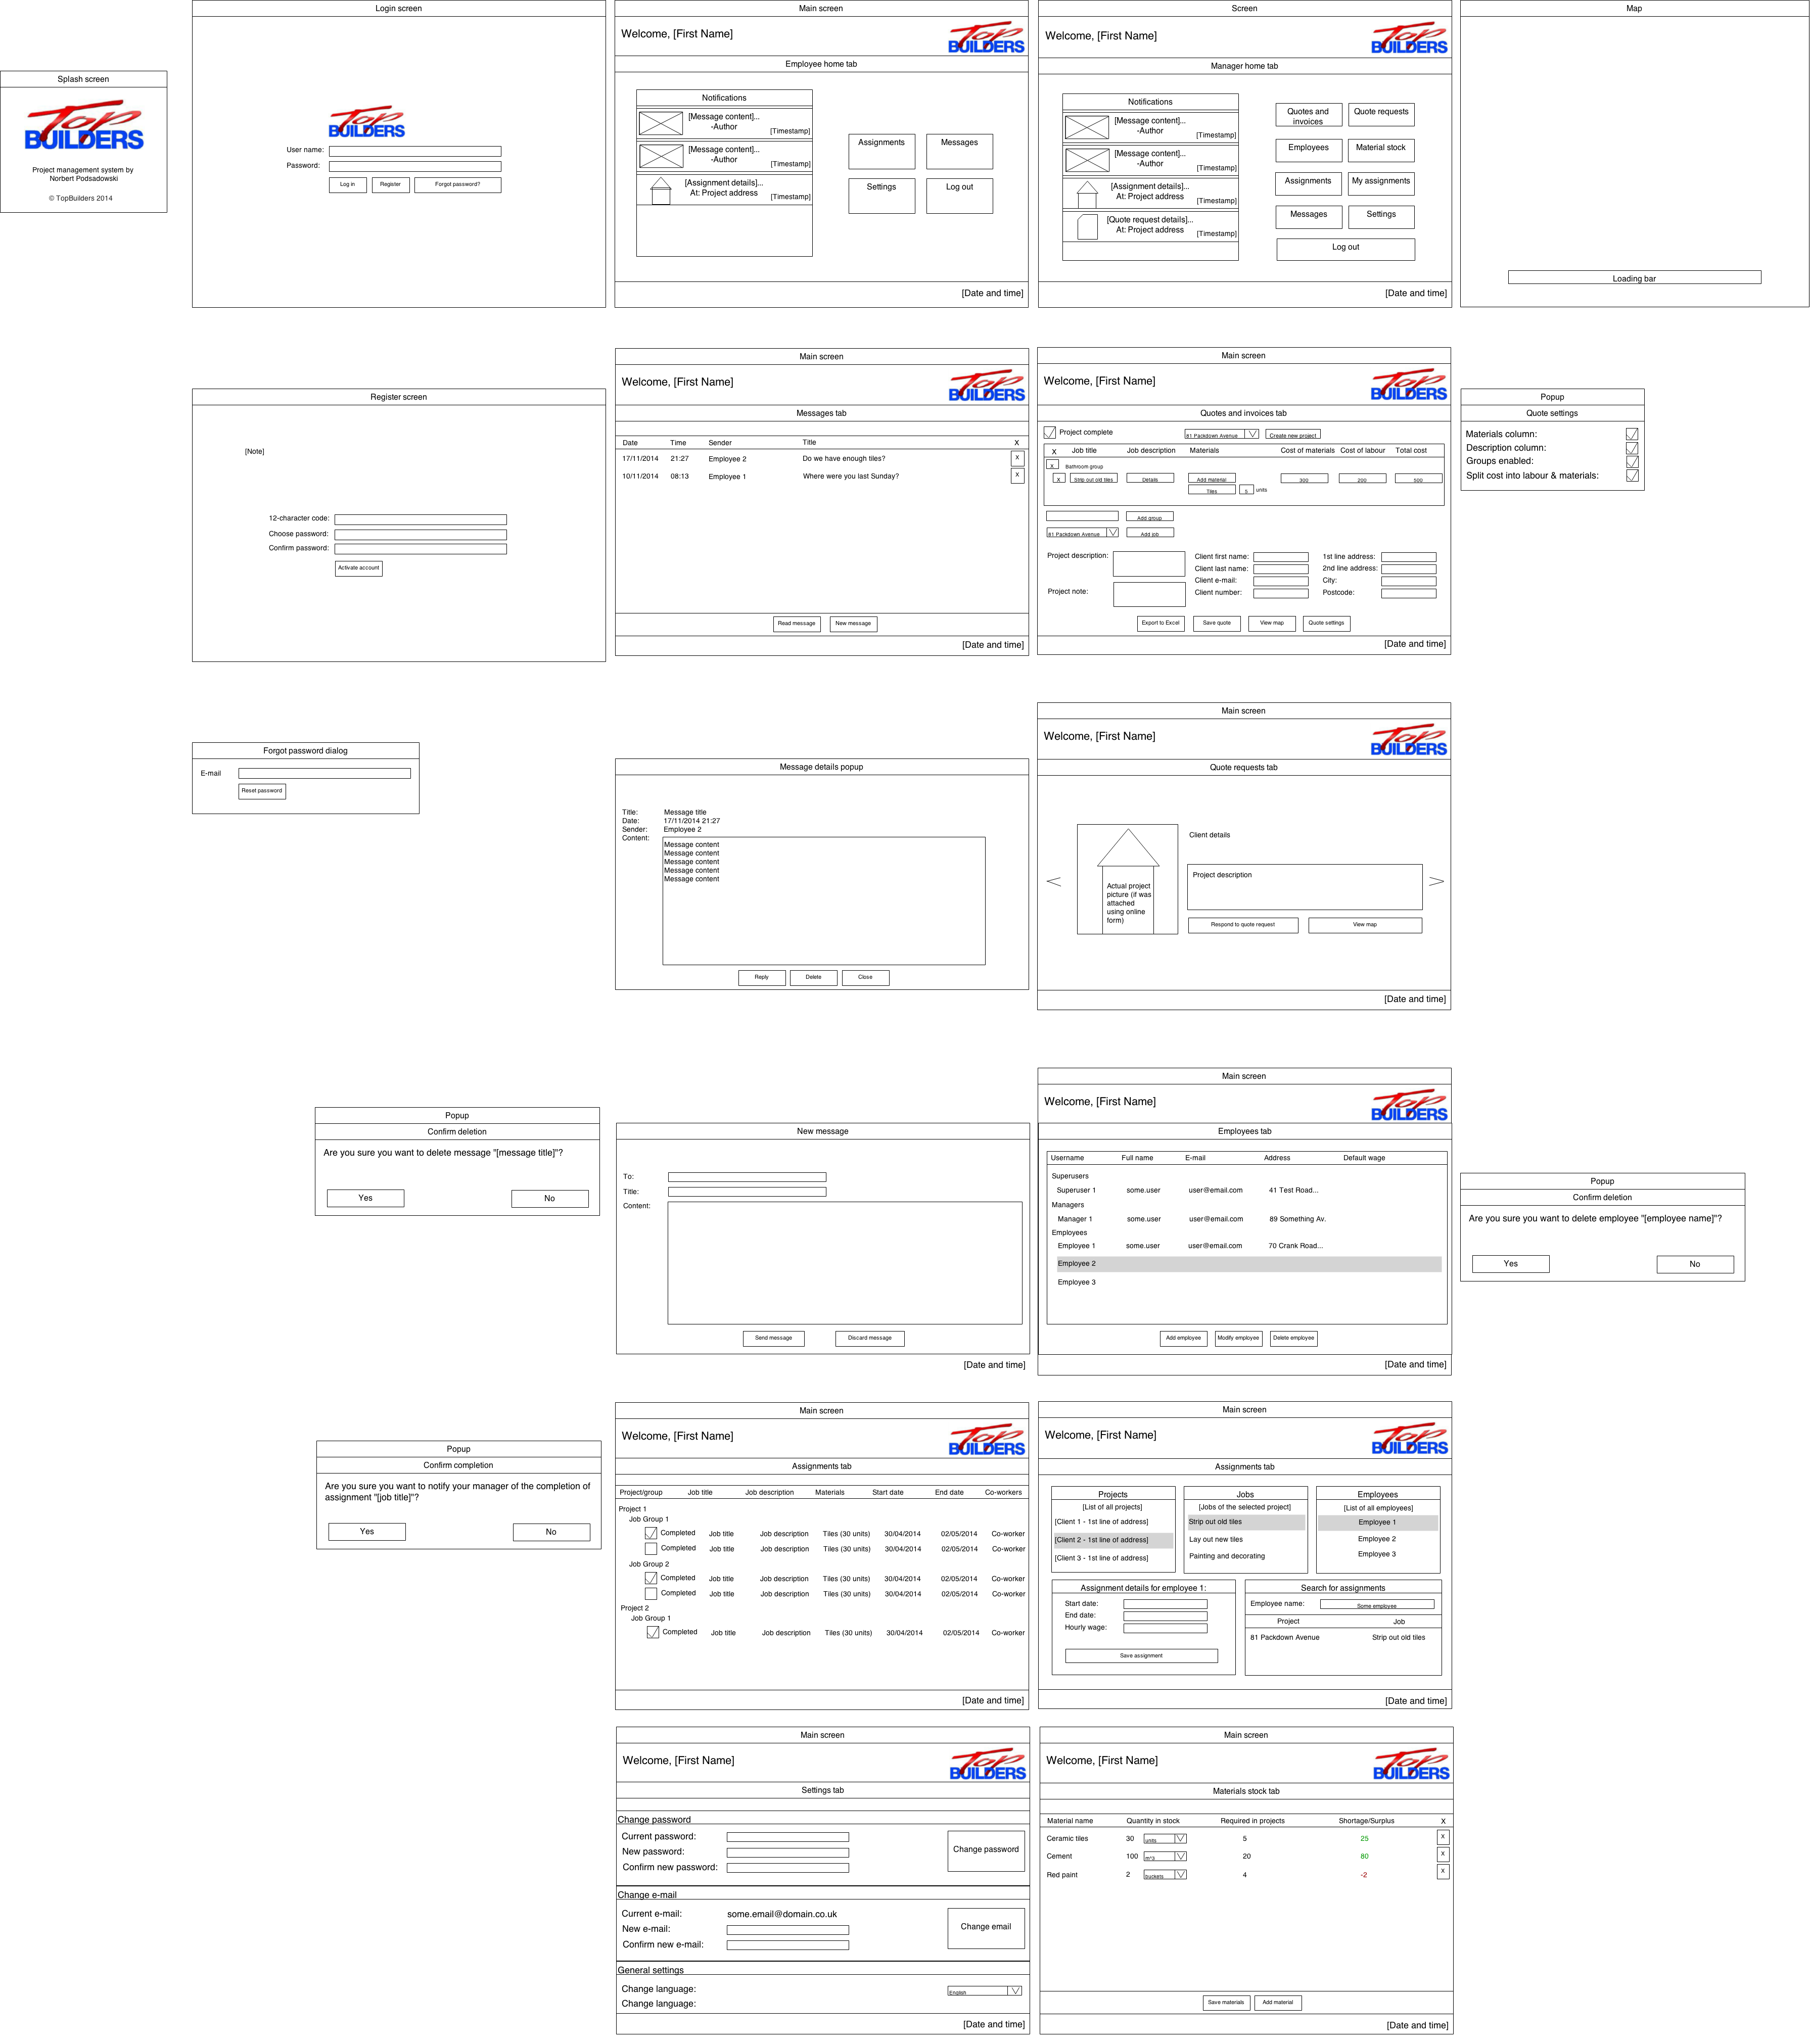 Splash screen
Top
BUILDERS
Project management system by
Norbert Podsadowski
© TopBuilders 2014
Login screen
Top
BUILDERS
User name:
Password:
Log in
Register
Forgot password?
Main screen
Welcome, [First Name]
Top
BUILDERS
Employee home tab
Notifications
[Message content]...
-Author
[Timestamp]
[Message content]...
-Author
[Timestamp]
[Assignment details]...
At: Project address
[Timestamp]
Assignments
Messages
Settings
Log out
[Date and time]
Screen
Welcome, [First Name]
Top
BUILDERS
Manager home tab
Notifications
[Message content]...
-Author
[Timestamp]
[Message content]...
-Author
[Timestamp]
[Assignment details]...
At: Project address
[Timestamp]
[Quote request details]...
At: Project address
[Timestamp]
Quotes and
invoices
Quote requests
Employees
Material stock
Assignments
My assignments
Messages
Settings
Log out
[Date and time]
Map
Loading bar
Register screen
[Note]
12-character code:
Choose password:
Confirm password:
Activate account
Main screen
Welcome, [First Name]
Top
BUILDERS
Messages tab
Date Time Sender Title X
17/11/2014 21:27 Employee 2 Do we have enough tiles? X
10/11/2014 08:13 Employee 1 Where were you last Sunday? X
Read message
New message
[Date and time]
Main screen
Welcome, [First Name]
Top
BUILDERS
Quotes and invoices tab
Project complete
81 Packdown Avenue
Create new project
X Job title Job description Materials Cost of materials Cost of labour Total cost
X Bathroom group
X Strip out old tiles Details Add material 300 200 500
Tiles 5 units
Add group
81 Packdown Avenue
Add job
Project description:
Project note:
Client first name:
Client last name:
Client e-mail:
Client number:
1st line address:
2nd line address:
City:
Postcode:
Export to Excel
Save quote
View map
Quote settings
[Date and time]
Popup
Quote settings
Materials column:
Description column:
Groups enabled:
Split cost into labour & materials:
Forgot password dialog
E-mail
Reset password
Message details popup
Title: Message title
Date: 17/11/2014 21:27
Sender: Employee 2
Content:
Message content
Message content
Message content
Message content
Message content
Reply
Delete
Close
Main screen
Welcome, [First Name]
Top
BUILDERS
Quote requests tab
Actual project
picture (if was
attached
using online
form)
Client details
Project description
Respond to quote request
View map
[Date and time]
Popup
Confirm deletion
Are you sure you want to delete message "[message title]"?
Yes
No
New message
To:
Title:
Content:
Send message
Discard message
[Date and time]
Main screen
Welcome, [First Name]
Top
BUILDERS
Employees tab
Username Full name E-mail Address Default wage
Superusers
Superuser 1 some.user user@email.com 41 Test Road...
Managers
Manager 1 some.user user@email.com 89 Something Av.
Employees
Employee 1 some.user user@email.com 70 Crank Road...
Employee 2
Employee 3
Add employee
Modify employee
Delete employee
[Date and time]
Popup
Confirm deletion
Are you sure you want to delete employee "[employee name]"?
Yes
No
Popup
Confirm completion
Are you sure you want to notify your manager of the completion of
assignment "[job title]"?
Yes
No
Main screen
Welcome, [First Name]
Top
BUILDERS
Assignments tab
Project/group Job title Job description Materials Start date End date Co-workers
Project 1
Job Group 1
Completed Job title Job description Tiles (30 units) 30/04/2014 02/05/2014 Co-worker
Completed Job title Job description Tiles (30 units) 30/04/2014 02/05/2014 Co-worker
Job Group 2
Completed Job title Job description Tiles (30 units) 30/04/2014 02/05/2014 Co-worker
Completed Job title Job description Tiles (30 units) 30/04/2014 02/05/2014 Co-worker
Project 2
Job Group 1
Completed Job title Job description Tiles (30 units) 30/04/2014 02/05/2014 Co-worker
[Date and time]
Main screen
Welcome, [First Name]
Top
BUILDERS
Assignments tab
Projects
[List of all projects]
[Client 1 - 1st line of address]
[Client 2 - 1st line of address]
[Client 3 - 1st line of address]
Jobs
[Jobs of the selected project]
Strip out old tiles
Lay out new tiles
Painting and decorating
Employees
[List of all employees]
Employee 1
Employee 2
Employee 3
Assignment details for employee 1:
Start date:
End date:
Hourly wage:
Save assignment
Search for assignments
Employee name: Some employee
Project Job
81 Packdown Avenue Strip out old tiles
[Date and time]
Main screen
Welcome, [First Name]
Top
BUILDERS
Settings tab
Change password
Current password:
New password:
Confirm new password:
Change password
Change e-mail
Current e-mail: some.email@domain.co.uk
New e-mail:
Confirm new e-mail:
Change email
General settings
Change language: English
Change language:
[Date and time]
Main screen
Welcome, [First Name]
Top
BUILDERS
Materials stock tab
Material name Quantity in stock Required in projects Shortage/Surplus X
Ceramic tiles 30 units 5 25 X
Cement 100 m^3 20 80 X
Red paint 2 buckets 4 -2 X
Save materials
Add material
[Date and time]